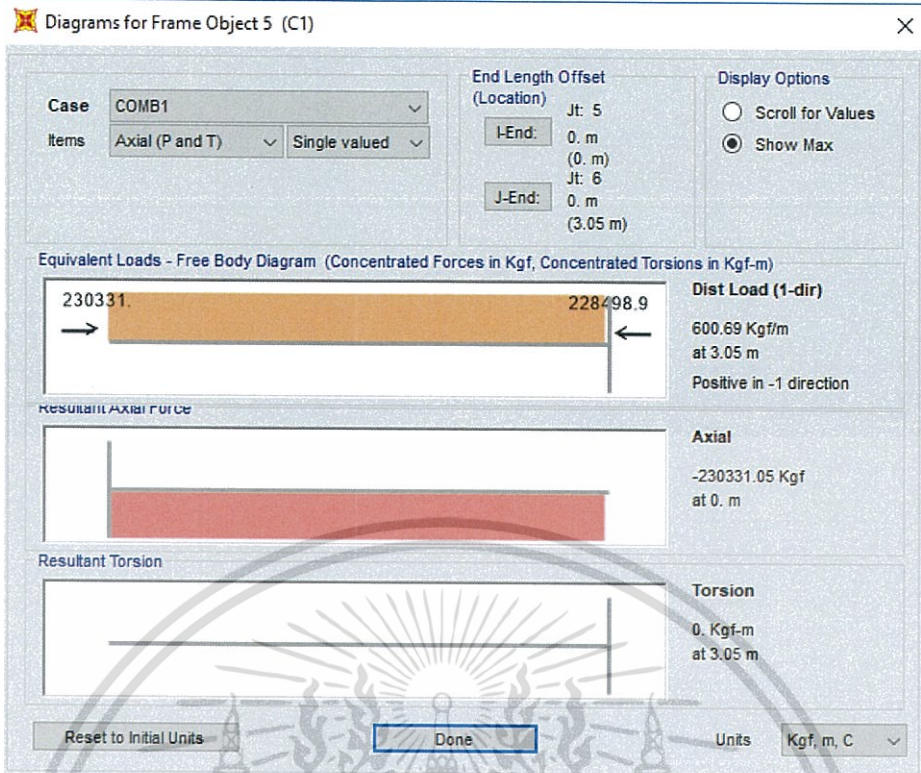 Diagrams for Frame Object 5 (C1)
Case COMB1
Items Axial (P and T) Single valued
End Length Offset
(Location)
Jt: 5
I-End: 0. m
(0. m)
Jt: 6
J-End: 0. m
(3.05 m)
Display Options
Scroll for Values
Show Max
Equivalent Loads - Free Body Diagram (Concentrated Forces in Kgf, Concentrated Torsions in Kgf-m)
230331. 228498.9
Dist Load (1-dir)
600.69 Kgf/m
at 3.05 m
Positive in -1 direction
Resultant Axial Force
Axial
-230331.05 Kgf
at 0. m
Resultant Torsion
Torsion
0. Kgf-m
at 3.05 m
Reset to Initial Units Done Units Kgf, m, C